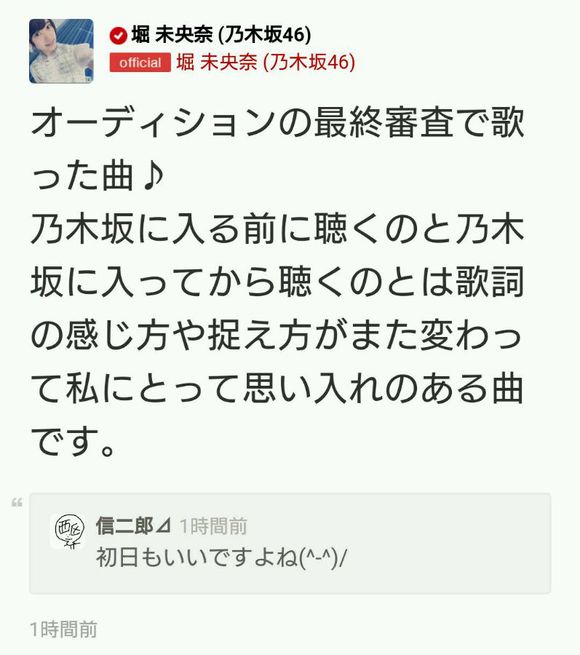 堀 未央奈 (乃木坂46)
official 堀 未央奈 (乃木坂46)
オーディションの最終審査で歌
った曲♪
乃木坂に入る前に聴くのと乃木
坂に入ってから聴くのとは歌詞
の感じ方や捉え方がまた変わっ
て私にとって思い入れのある曲
です。
信二郎⊿ 1時間前
初日もいいですよね(^-^)/
1時間前